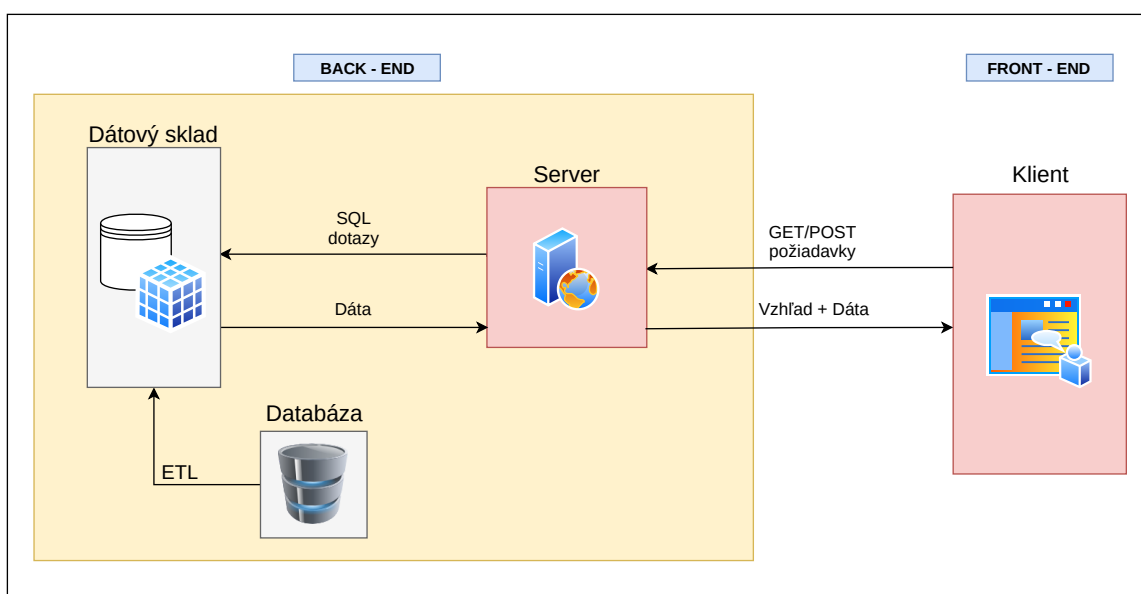 BACK - END
FRONT - END
Dátový sklad
Server
Klient
SQL
dotazy
GET/POST
požiadavky
Dáta
Vzhľad + Dáta
Databáza
ETL